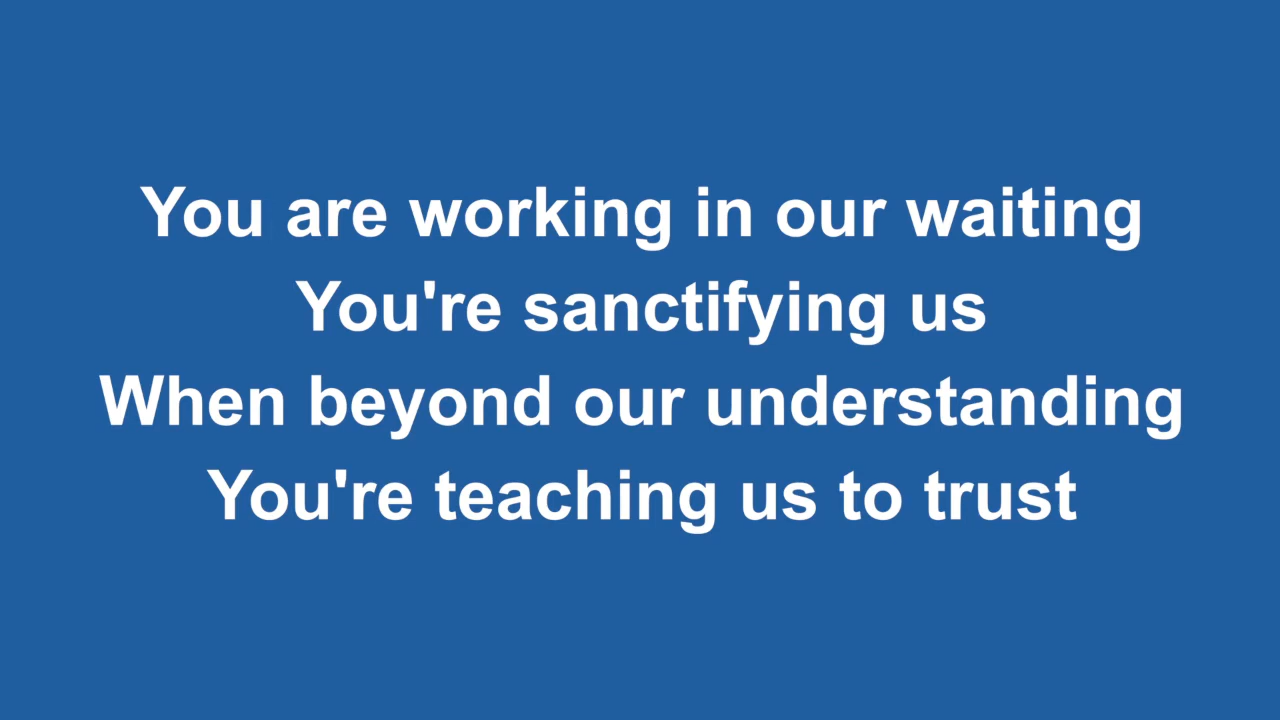 You are working in our waiting
You're sanctifying us
When beyond our understanding
You're teaching us to trust